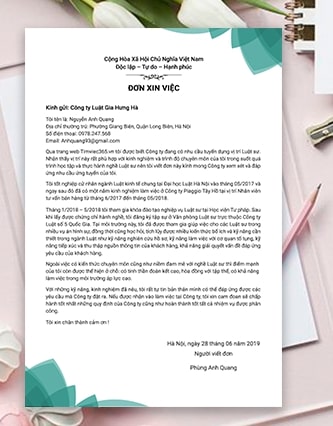 Cộng Hòa Xã Hội Chủ Nghĩa Việt Nam
Độc lập – Tự do – Hạnh phúc
ĐƠN XIN VIỆC
Kính gửi: Công ty Luật Gia Hưng Hà
Tôi tên là: Nguyễn Anh Quang
Địa chỉ thường trú: Phường Giang Biên, Quận Long Biên, Hà Nội
Số điện thoại: 0978.247.568
Email: Anhquang93@gmail.com
Qua trang web Timviec365.vn tôi được biết Công ty đang có nhu cầu tuyển dụng vị trí Luật sư.
Nhận thấy vị trí này rất phù hợp với kinh nghiệm và trình độ chuyên môn của tôi trong suốt quá
trình học tập và thực hành nghề Luật sư nên tôi viết đơn này kính mong Công ty xem xét và đáp
ứng nhu cầu ứng tuyển của tôi.
Tôi tốt nghiệp cử nhân ngành Luật kinh tế chung tại Đại học Luật Hà Nội vào tháng 05/2017 và
ngay sau đó đã có một năm kinh nghiệm làm việc ở Công ty Piaggio Tây Hồ tại vị trí Nhân viên
tư vấn bán hàng từ tháng 6/2017 đến tháng 05/2018.
Tháng 1/2018 – 5/2018 tôi tham gia khóa đào tạo nghiệp vụ Luật sư tại Học viện Tư pháp. Sau
khi lấy được chứng chỉ hành nghề, tôi đăng ký tập sự ở Văn phòng Luật sư trực thuộc Công ty
Luật số 5 Quốc Gia. Tại môi trường này, tôi đã được tham gia giúp việc cho các Luật sư trong
nhiều vụ án hình sự, đồng thời cũng học hỏi, tích lũy được nhiều kiến thức bổ ích và kỹ năng cần
thiết trong ngành Luật như kỹ năng nghiên cứu hồ sơ, kỹ năng làm việc với cơ quan tố tụng, kỹ
năng tiếp xúc và thu thập nguồn thông tin của khách hàng, khả năng giải quyết vấn đề đáp ứng
yêu cầu của khách hàng.
Ngoài việc có kiến thức chuyên môn cũng như niềm đam mê với nghề Luật sư thì điểm mạnh
của tôi còn được thể hiện ở chỗ: có tinh thần đoàn kết cao, hòa đồng với tập thể, có khả năng
làm việc trong môi trường áp lực cao.
Với những kỹ năng, kinh nghiệm đã nêu, tôi rất tự tin bản thân mình có thể đáp ứng được các
yêu cầu mà Công ty đặt ra. Nếu được nhận vào làm việc tại Công ty, tôi xin cam đoan sẽ chấp
hành tốt nhất những quy định của Công ty cũng như hoàn thành tốt tất cả nhiệm vụ được phân
công.
Tôi xin chân thành cảm ơn !
Hà Nội, ngày 28 tháng 06 năm 2019
Người viết đơn
Phùng Anh Quang